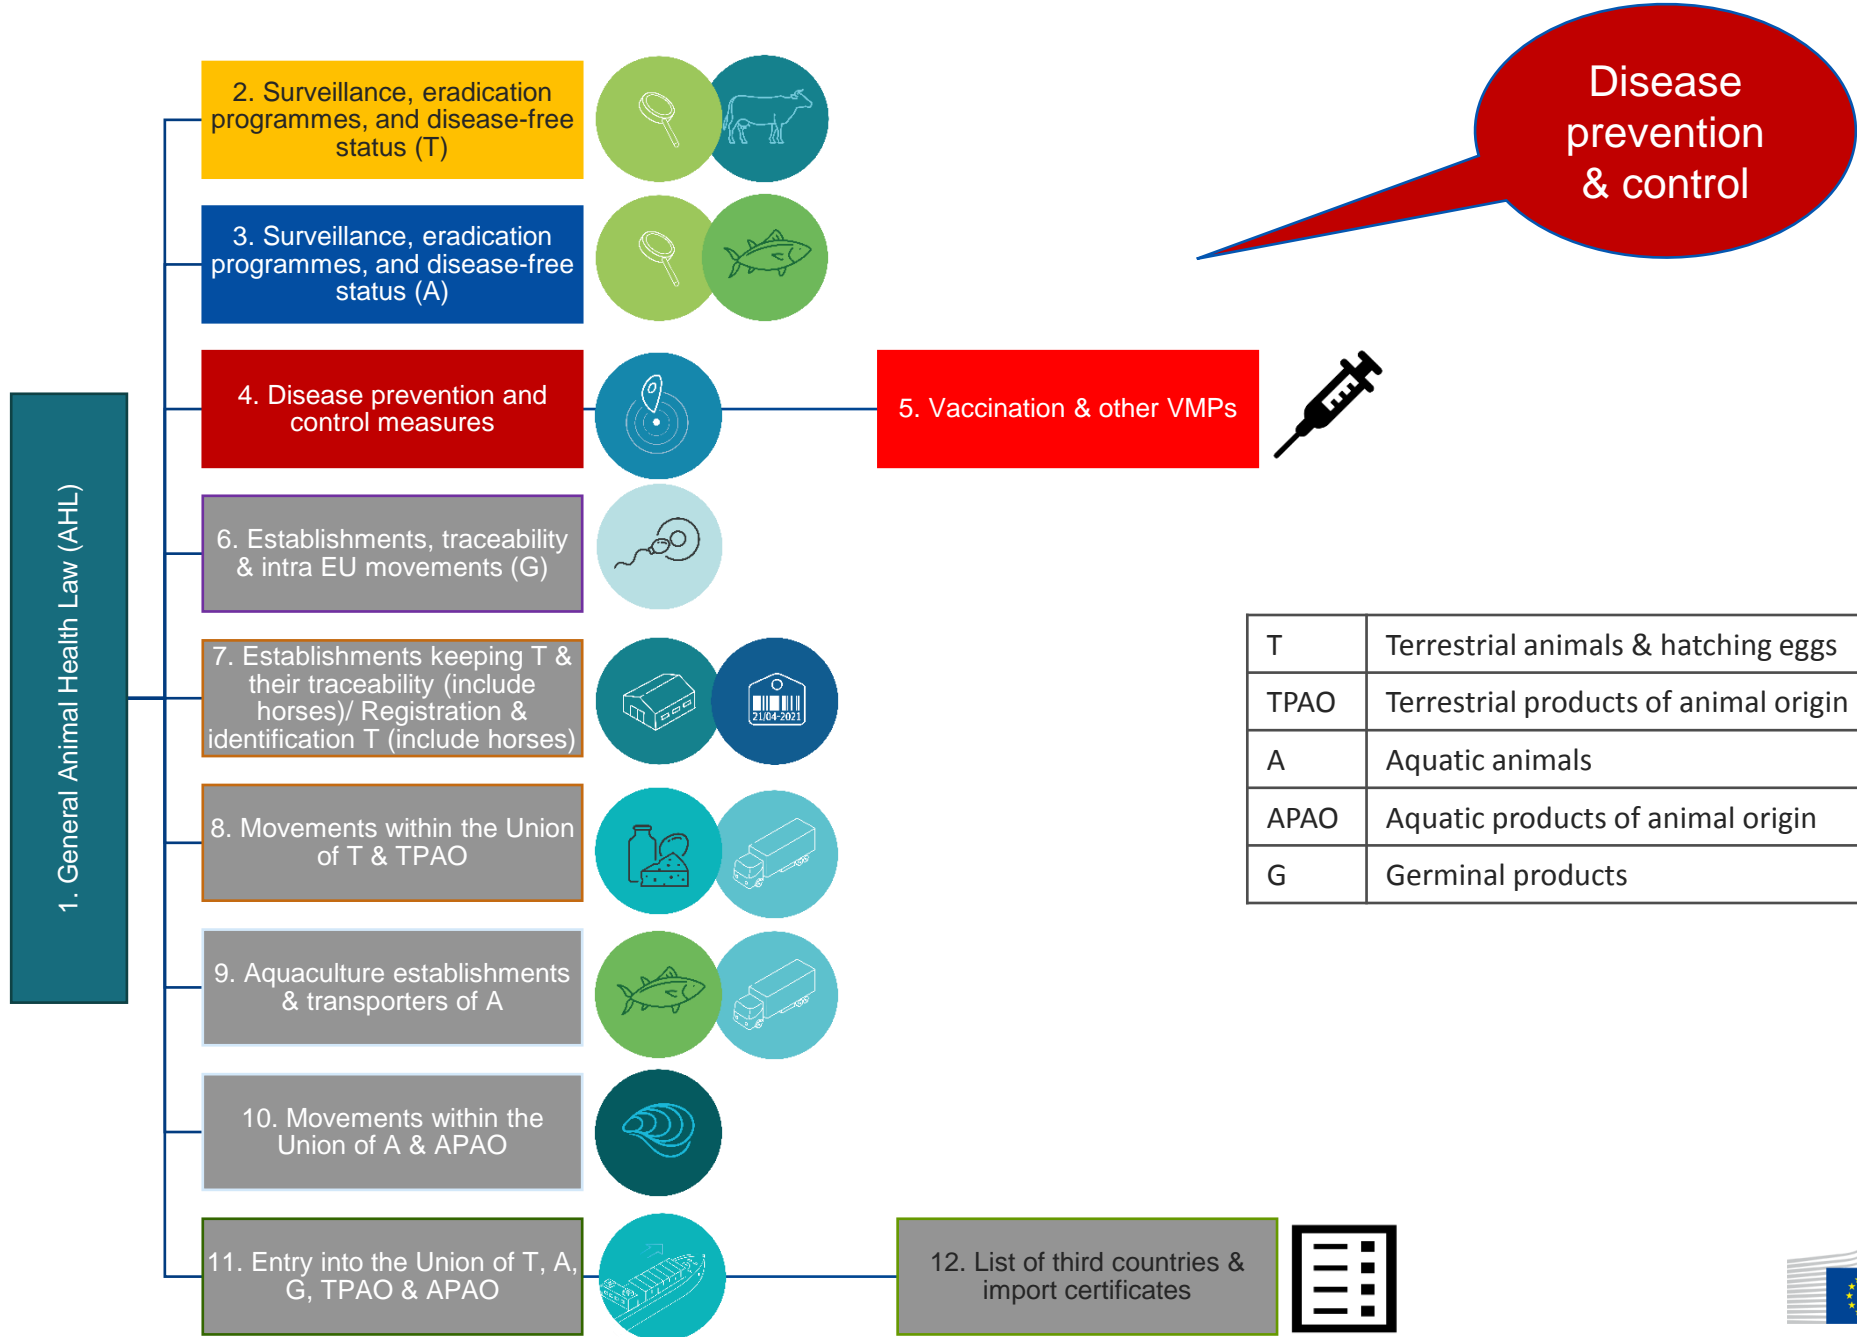 Disease
prevention
& control
2. Surveillance, eradication
programmes, and disease-free
status (T)
3. Surveillance, eradication
programmes, and disease-free
status (A)
4. Disease prevention and
control measures
5. Vaccination & other VMPs
1. General Animal Health Law (AHL)
6. Establishments, traceability
& intra EU movements (G)
7. Establishments keeping T &
their traceability (include
horses)/ Registration &
identification T (include horses)
21/04-2021
8. Movements within the Union
of T & TPAO
9. Aquaculture establishments
& transporters of A
10. Movements within the
Union of A & APAO
11. Entry into the Union of T, A,
G, TPAO & APAO
12. List of third countries &
import certificates
T Terrestrial animals & hatching eggs
TPAO Terrestrial products of animal origin
A Aquatic animals
APAO Aquatic products of animal origin
G Germinal products